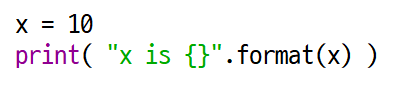 x = 10
print( "x is {}".format(x) )